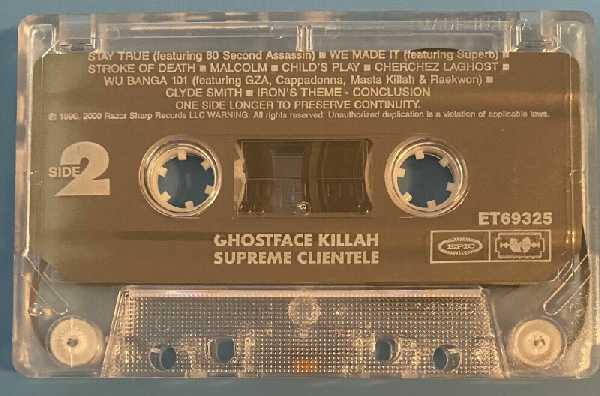 STAY TRUE (featuring 60 Second Assassin) ■ WE MADE IT (featuring Superb) ■
STROKE OF DEATH ■ MALCOLM ■ CHILD'S PLAY ■ CHERCHEZ LAGHOST ■
WU BANGA 101 (featuring GZA, Cappadonna, Masta Killah & Raekwon) ■
CLYDE SMITH ■ IRON'S THEME - CONCLUSION
ONE SIDE LONGER TO PRESERVE CONTINUITY.
℗ 1996, 2000 Razor Sharp Records LLC WARNING: All rights reserved. Unauthorized duplication is a violation of applicable laws.
SIDE 2
ET69325
GHOSTFACE KILLAH
SUPREME CLIENTELE
EPIC